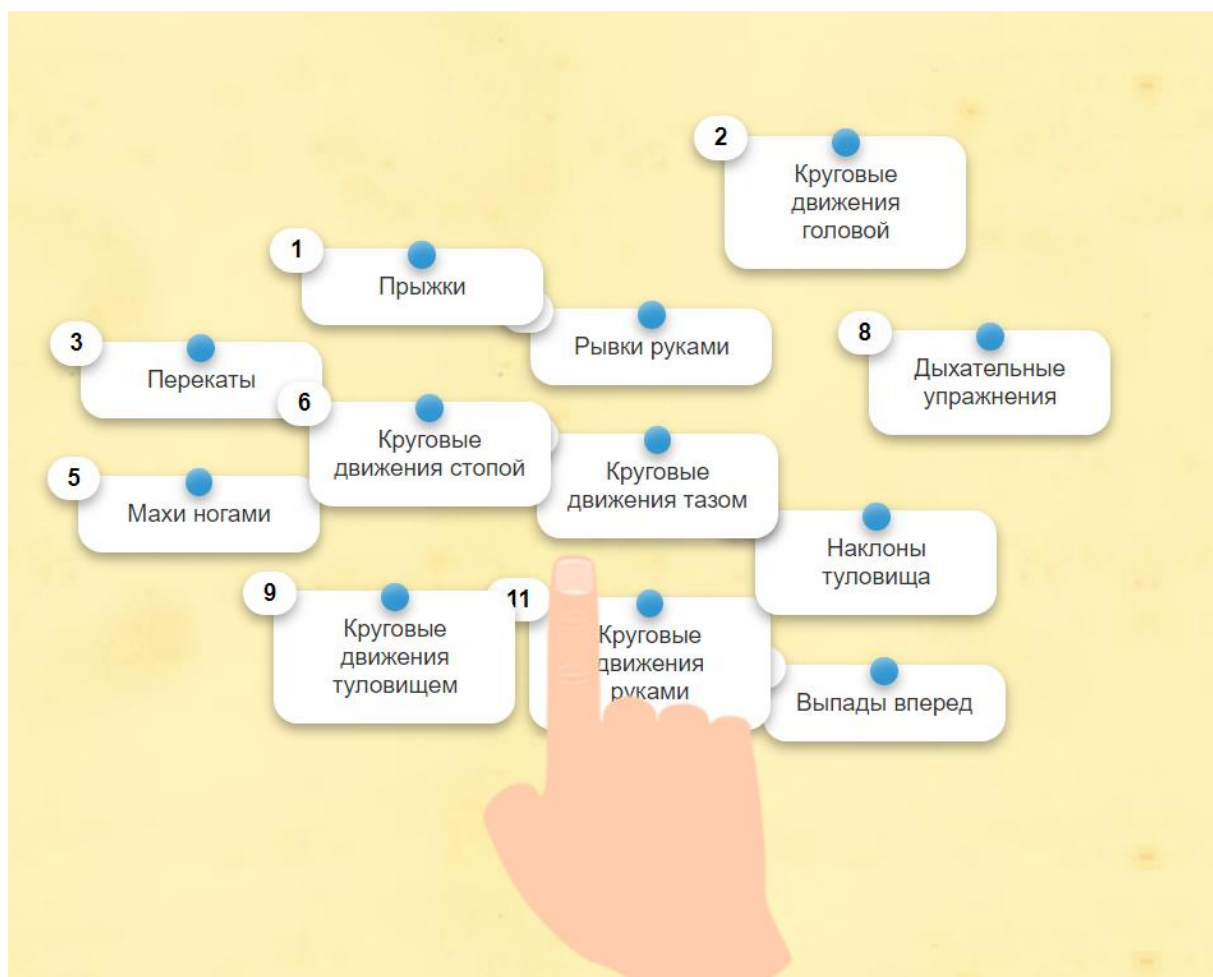 2
Круговые
движения
головой
1
Прыжки
Рывки руками
8
Дыхательные
упражнения
3
Перекаты
6
Круговые
движения стопой
Круговые
движения тазом
5
Махи ногами
Наклоны
туловища
9
Круговые
движения
туловищем
11
Круговые
движения
руками
Выпады вперед